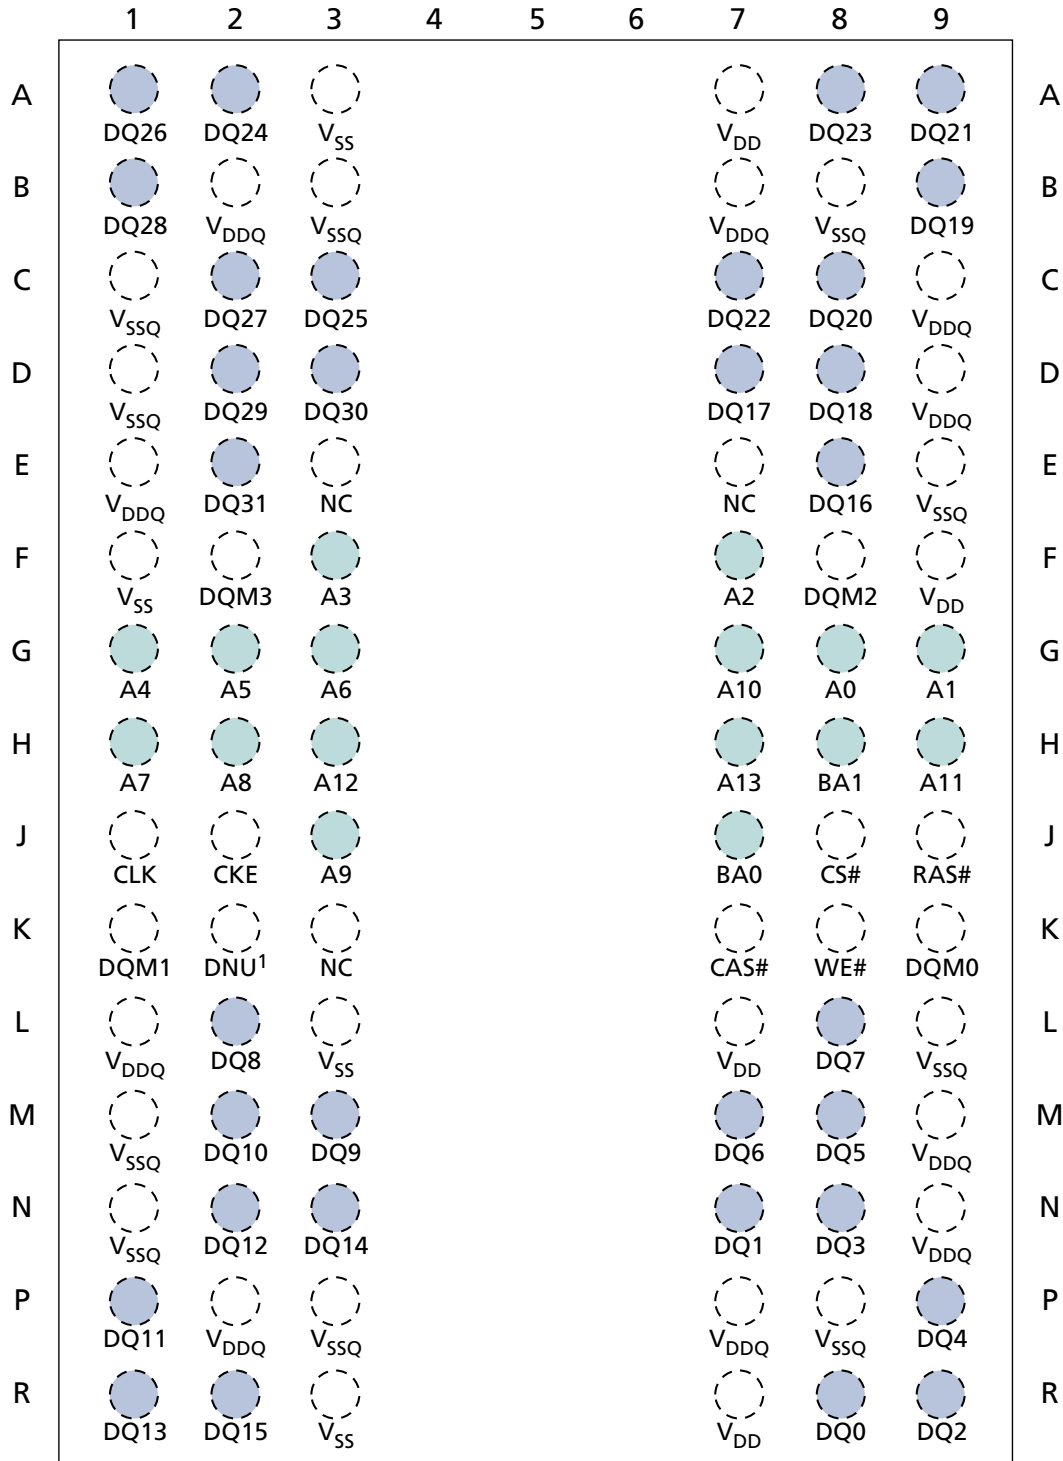 1 2 3 4 5 6 7 8 9
A A
DQ26 DQ24 VSS VDD DQ23 DQ21
B B
DQ28 VDDQ VSSQ VDDQ VSSQ DQ19
C C
VSSQ DQ27 DQ25 DQ22 DQ20 VDDQ
D D
VSSQ DQ29 DQ30 DQ17 DQ18 VDDQ
E E
VDDQ DQ31 NC NC DQ16 VSSQ
F F
VSS DQM3 A3 A2 DQM2 VDD
G G
A4 A5 A6 A10 A0 A1
H H
A7 A8 A12 A13 BA1 A11
J J
CLK CKE A9 BA0 CS# RAS#
K K
DQM1 DNU¹ NC CAS# WE# DQM0
L L
VDDQ DQ8 VSS VDD DQ7 VSSQ
M M
VSSQ DQ10 DQ9 DQ6 DQ5 VDDQ
N N
VSSQ DQ12 DQ14 DQ1 DQ3 VDDQ
P P
DQ11 VDDQ VSSQ VDDQ VSSQ DQ4
R R
DQ13 DQ15 VSS VDD DQ0 DQ2